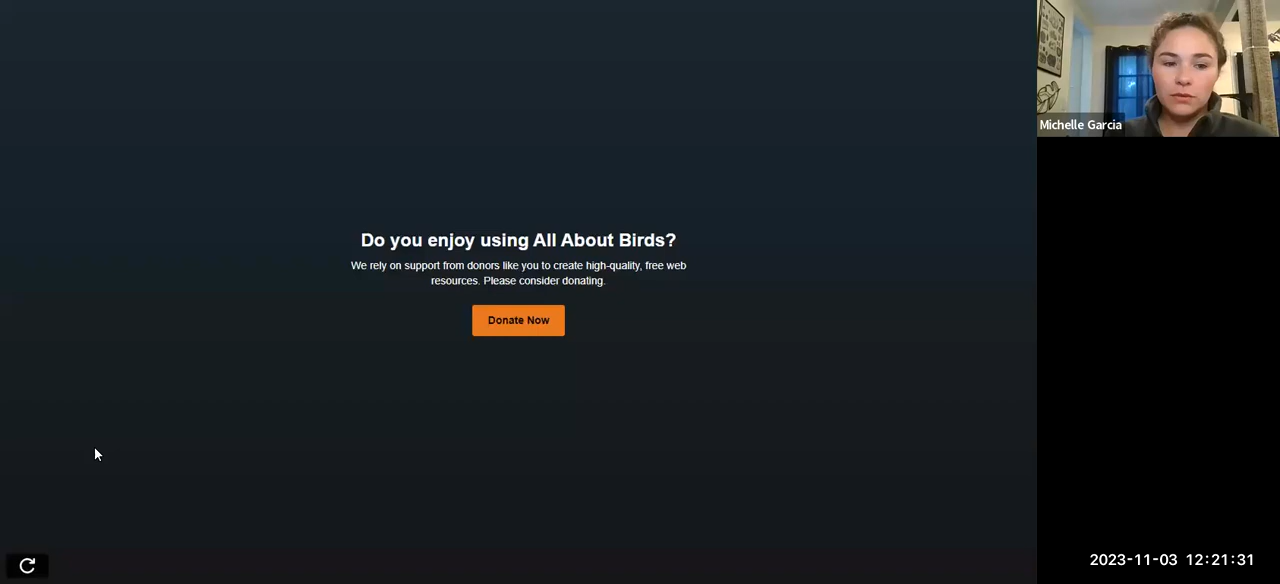 Do you enjoy using All About Birds?
We rely on support from donors like you to create high-quality, free web
resources. Please consider donating.
Donate Now
Michelle Garcia
2023-11-03 12:21:31